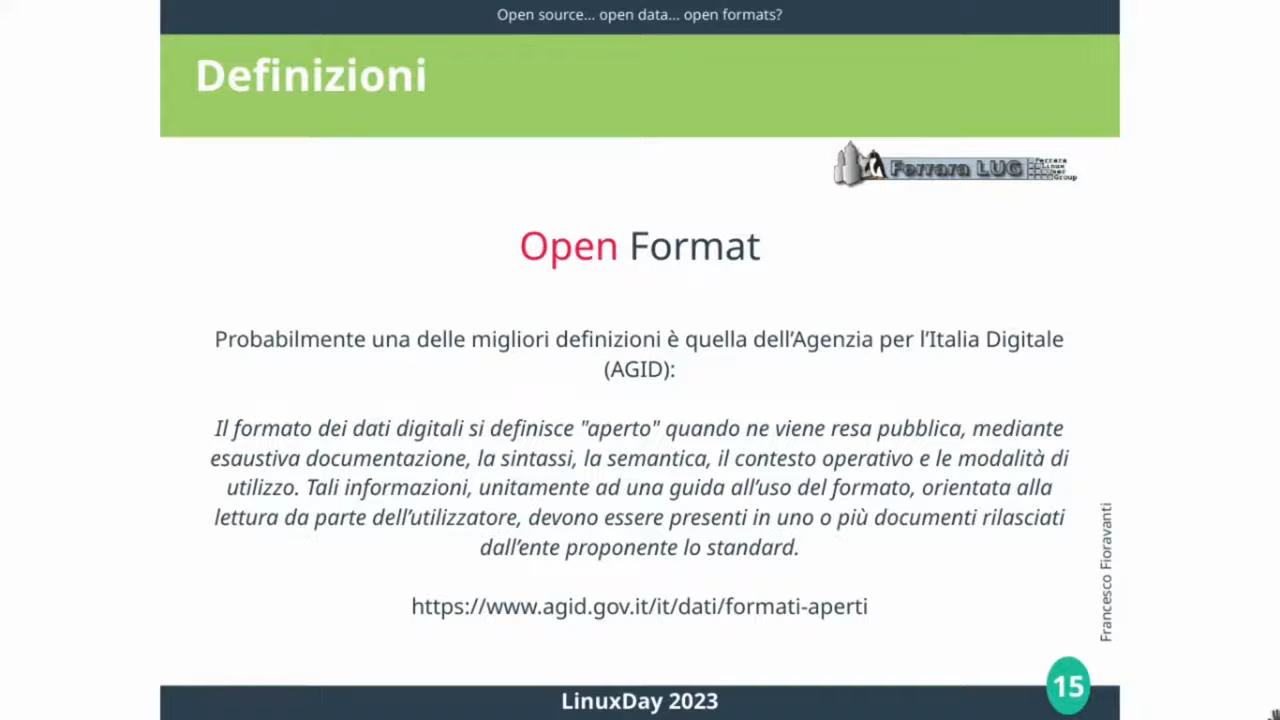 Open source... open data... open formats?
Definizioni
Ferrara LUG
Ferrara
Linux
User
Group
Open Format
Probabilmente una delle migliori definizioni è quella dell’Agenzia per l’Italia Digitale
(AGID):
Il formato dei dati digitali si definisce "aperto" quando ne viene resa pubblica, mediante
esaustiva documentazione, la sintassi, la semantica, il contesto operativo e le modalità di
utilizzo. Tali informazioni, unitamente ad una guida all’uso del formato, orientata alla
lettura da parte dell’utilizzatore, devono essere presenti in uno o più documenti rilasciati
dall’ente proponente lo standard.
https://www.agid.gov.it/it/dati/formati-aperti
Francesco Fioravanti
15
LinuxDay 2023